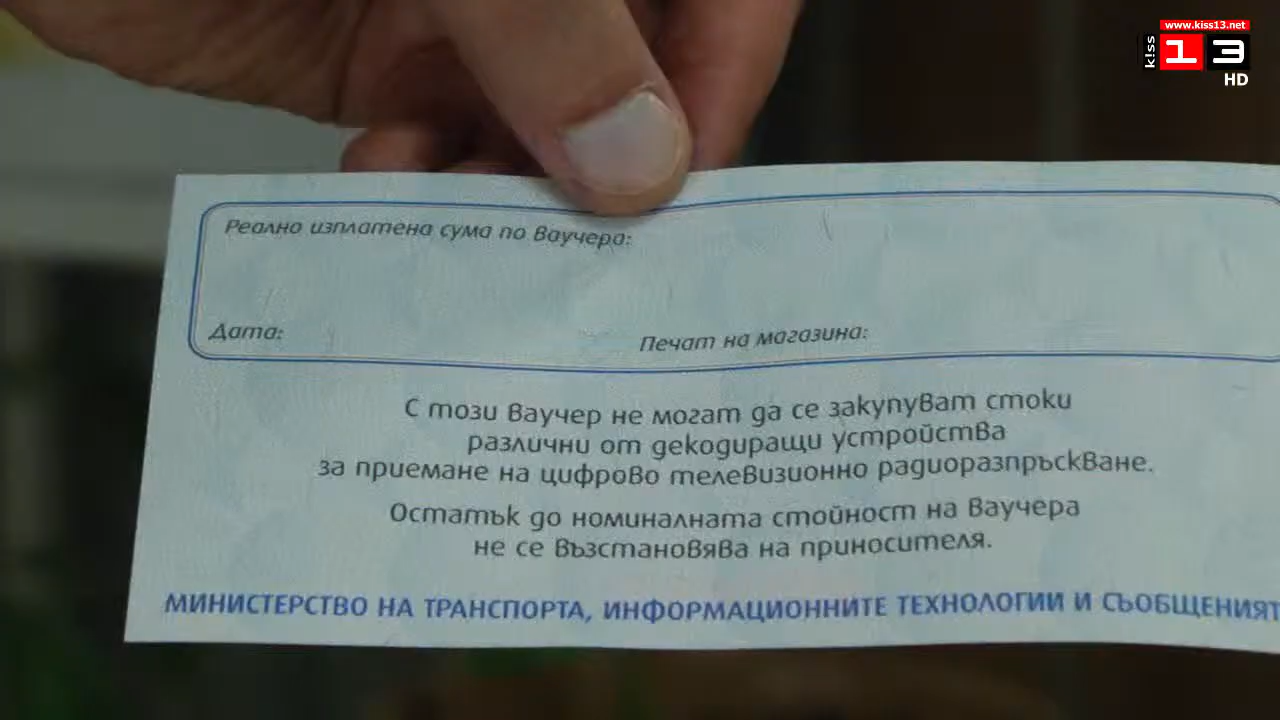 www.kiss13.net
kiss 13
HD
Реално изплатена сума по Ваучера:
Дата:
Печат на магазина:
С този Ваучер не могат да се закупуват стоки
различни от декодиращи устройства
за приемане на цифрово телевизионно радиоразпръскване.
Остатък до номиналната стойност на Ваучера
не се възстановява на приносителя.
МИНИСТЕРСТВО НА ТРАНСПОРТА, ИНФОРМАЦИОННИТЕ ТЕХНОЛОГИИ И СЪОБЩЕНИЯТ